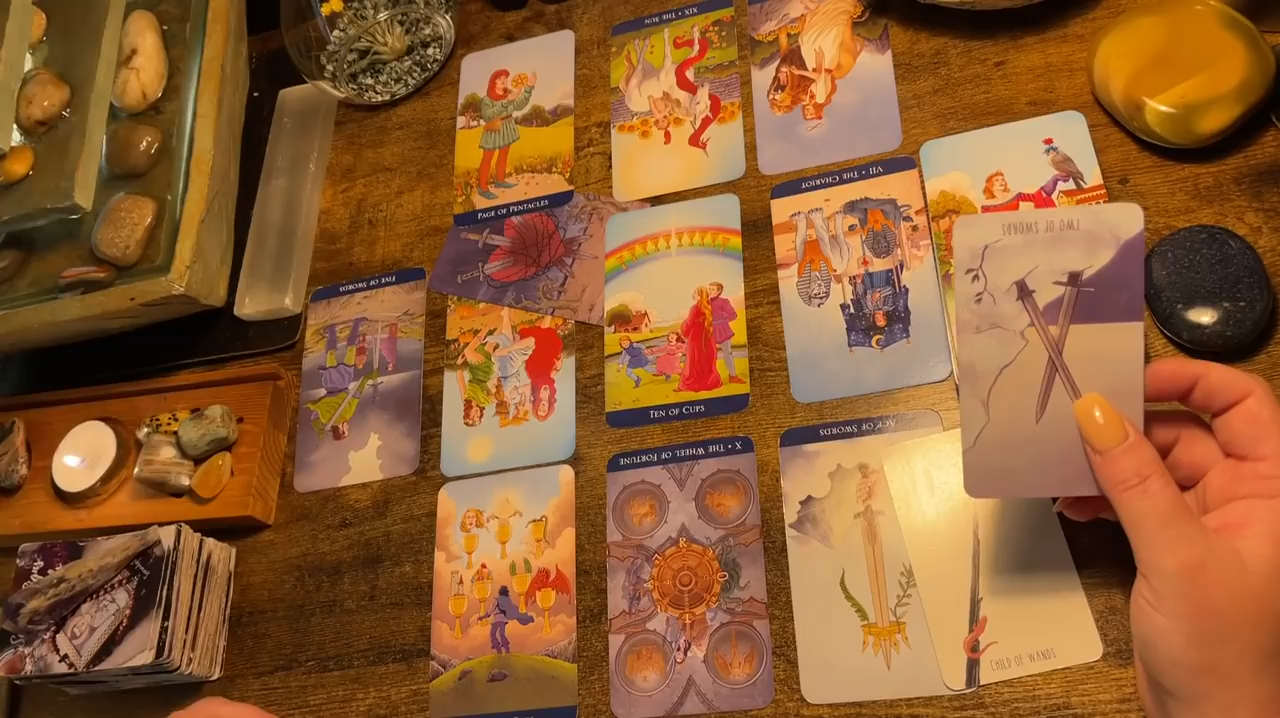 XIX • THE SUN
PAGE OF PENTACLES
VII • THE CHARIOT
TWO OF SWORDS
FIVE OF SWORDS
TEN OF CUPS
ACE OF SWORDS
X • THE WHEEL OF FORTUNE
CHILD OF WANDS